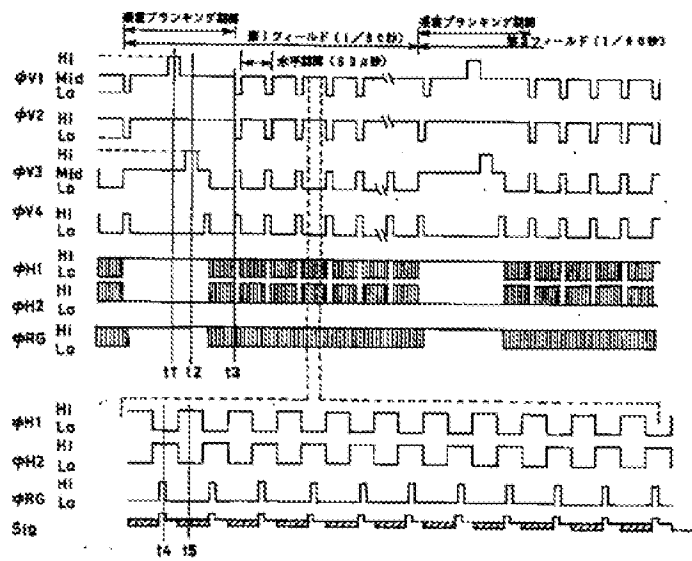 垂直ブランキング期間 垂直ブランキング期間
第1フィールド(1/60秒) 第2フィールド(1/60秒)
水平期間(63μ秒)
Hi
φV1 Mid
Lo
φV2 Hi
Lo
Hi
φV3 Mid
Lo
φV4 Hi
Lo
φH1 Hi
Lo
φH2 Hi
Lo
φRG Hi
Lo
t1 t2 t3
φH1 Hi
Lo
φH2 Hi
Lo
φRG Hi
Lo
Sig
t4 t5